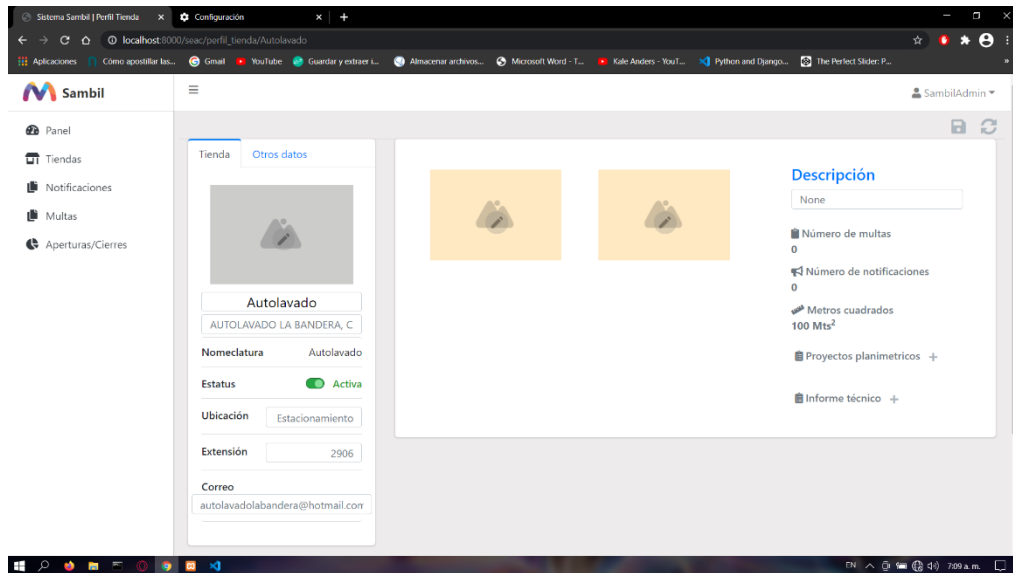 Sistema Sambil | Perfil Tienda
Configuración
localhost:8000/seac/perfil_tienda/Autolavado
Aplicaciones
Cómo apostillar las...
Gmail
YouTube
Guardar y extraer i...
Almacenar archivos...
Microsoft Word - T...
Kale Anders - YouT...
Python and Django...
The Perfect Slider: P...
»
Sambil
SambilAdmin
Panel
Tiendas
Notificaciones
Multas
Aperturas/Cierres
Tienda
Otros datos
Autolavado
AUTOLAVADO LA BANDERA, C
Nomeclatura
Autolavado
Estatus
Activa
Ubicación
Estacionamiento
Extensión
2906
Correo
autolavadolabandera@hotmail.com
Descripción
None
Número de multas
0
Número de notificaciones
0
Metros cuadrados
100 Mts2
Proyectos planimetricos +
Informe técnico +
EN
7:09 a. m.